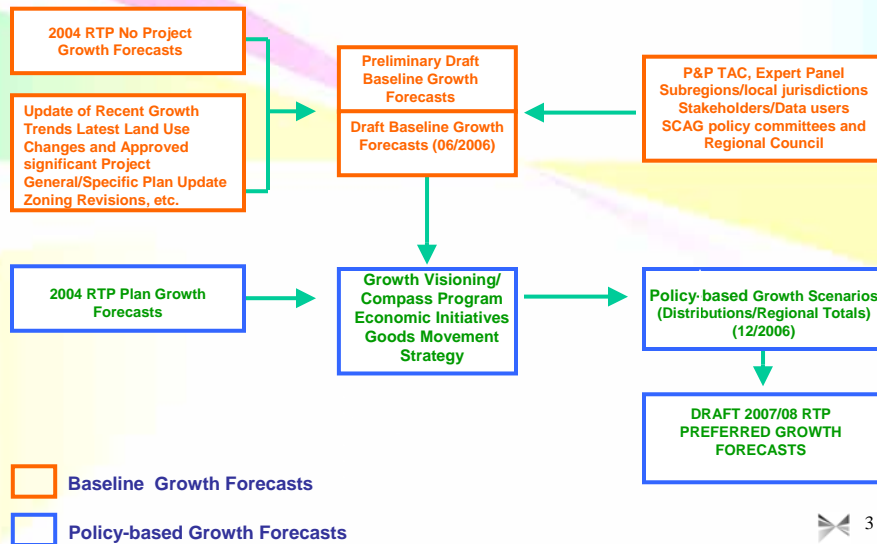 2004 RTP No Project
Growth Forecasts
Update of Recent Growth
Trends Latest Land Use
Changes and Approved
significant Project
General/Specific Plan Update
Zoning Revisions, etc.
Preliminary Draft
Baseline Growth
Forecasts
Draft Baseline Growth
Forecasts (06/2006)
P&P TAC, Expert Panel
Subregions/local jurisdictions
Stakeholders/Data users
SCAG policy committees and
Regional Council
2004 RTP Plan Growth
Forecasts
Growth Visioning/
Compass Program
Economic Initiatives
Goods Movement
Strategy
Policy-based Growth Scenarios
(Distributions/Regional Totals)
(12/2006)
DRAFT 2007/08 RTP
PREFERRED GROWTH
FORECASTS
Baseline Growth Forecasts
Policy-based Growth Forecasts
3